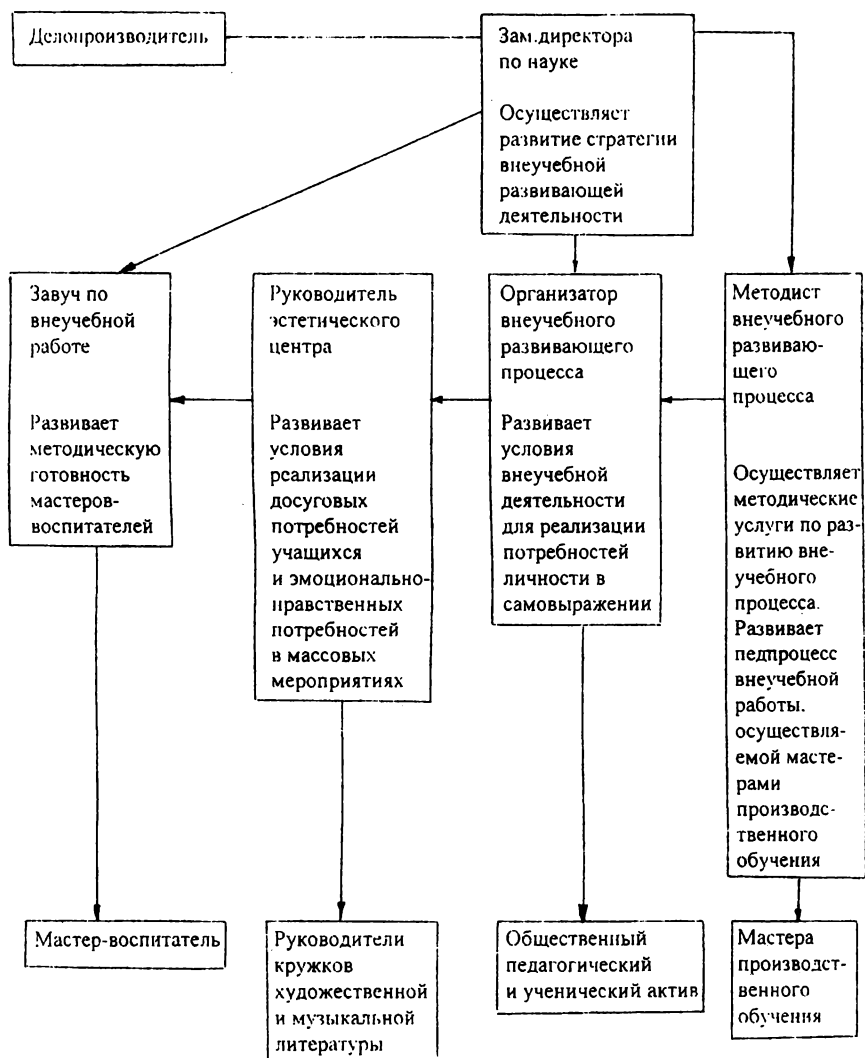 Делопроизводитель
Зам.директора
по науке
Осуществляет
развитие стратегии
внеучебной
развивающей
деятельности
Завуч по
внеучебной
работе
Развивает
методическую
готовность
мастеров-
воспитателей
Руководитель
эстетического
центра
Развивает
условия
реализации
досуговых
потребностей
учащихся
и эмоционально-
нравственных
потребностей
в массовых
мероприятиях
Организатор
внеучебного
развивающего
процесса
Развивает
условия
внеучебной
деятельности
для реализации
потребностей
личности в
самовыражении
Методист
внеучебного
развиваю-
щего
процесса
Осуществляет
методические
услуги по раз-
витию вне-
учебного
процесса.
Развивает
педпроцесс
внеучебной
работы.
осуществля-
емой масте-
рами
производс-
твенного
обучения
Мастер-воспитатель
Руководители
кружков
художественной
и музыкальной
литературы
Общественный
педагогический
и ученический актив
Мастера
производст-
венного
обучения